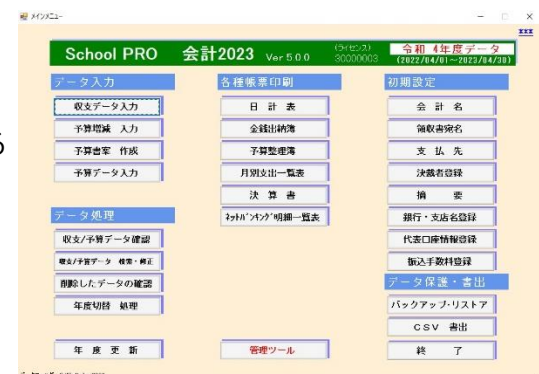 メインメニュー
School PRO 会計2023 Ver 5.0.0 (ライセンス) 30000003 令和 4年度データ (2022/04/01～2023/04/30)
データ入力
収支データ入力
予算増減 入力
予算書案 作成
予算データ入力
データ処理
収支/予算データ確認
収支/予算データ 検索・修正
削除したデータの確認
年度切替 処理
年 度 更 新
各種帳票印刷
日 計 表
金銭出納簿
予算整理簿
月別支出一覧表
決 算 書
ネットバンキング明細一覧表
管理ツール
初期設定
会 計 名
領収書宛名
支 払 先
決裁者登録
摘 要
銀行・支店名登録
代表口座情報登録
振込手数料登録
データ保護・書出
バックアップ・リストア
CSV 書出
終 了